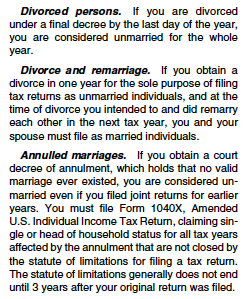 Divorced persons. If you are divorced
under a final decree by the last day of the year,
you are considered unmarried for the whole
year.
Divorce and remarriage. If you obtain a
divorce in one year for the sole purpose of filing
tax returns as unmarried individuals, and at the
time of divorce you intended to and did remarry
each other in the next tax year, you and your
spouse must file as married individuals.
Annulled marriages. If you obtain a court
decree of annulment, which holds that no valid
marriage ever existed, you are considered un-
married even if you filed joint returns for earlier
years. You must file Form 1040X, Amended
U.S. Individual Income Tax Return, claiming sin-
gle or head of household status for all tax years
affected by the annulment that are not closed by
the statute of limitations for filing a tax return.
The statute of limitations generally does not end
until 3 years after your original return was filed.